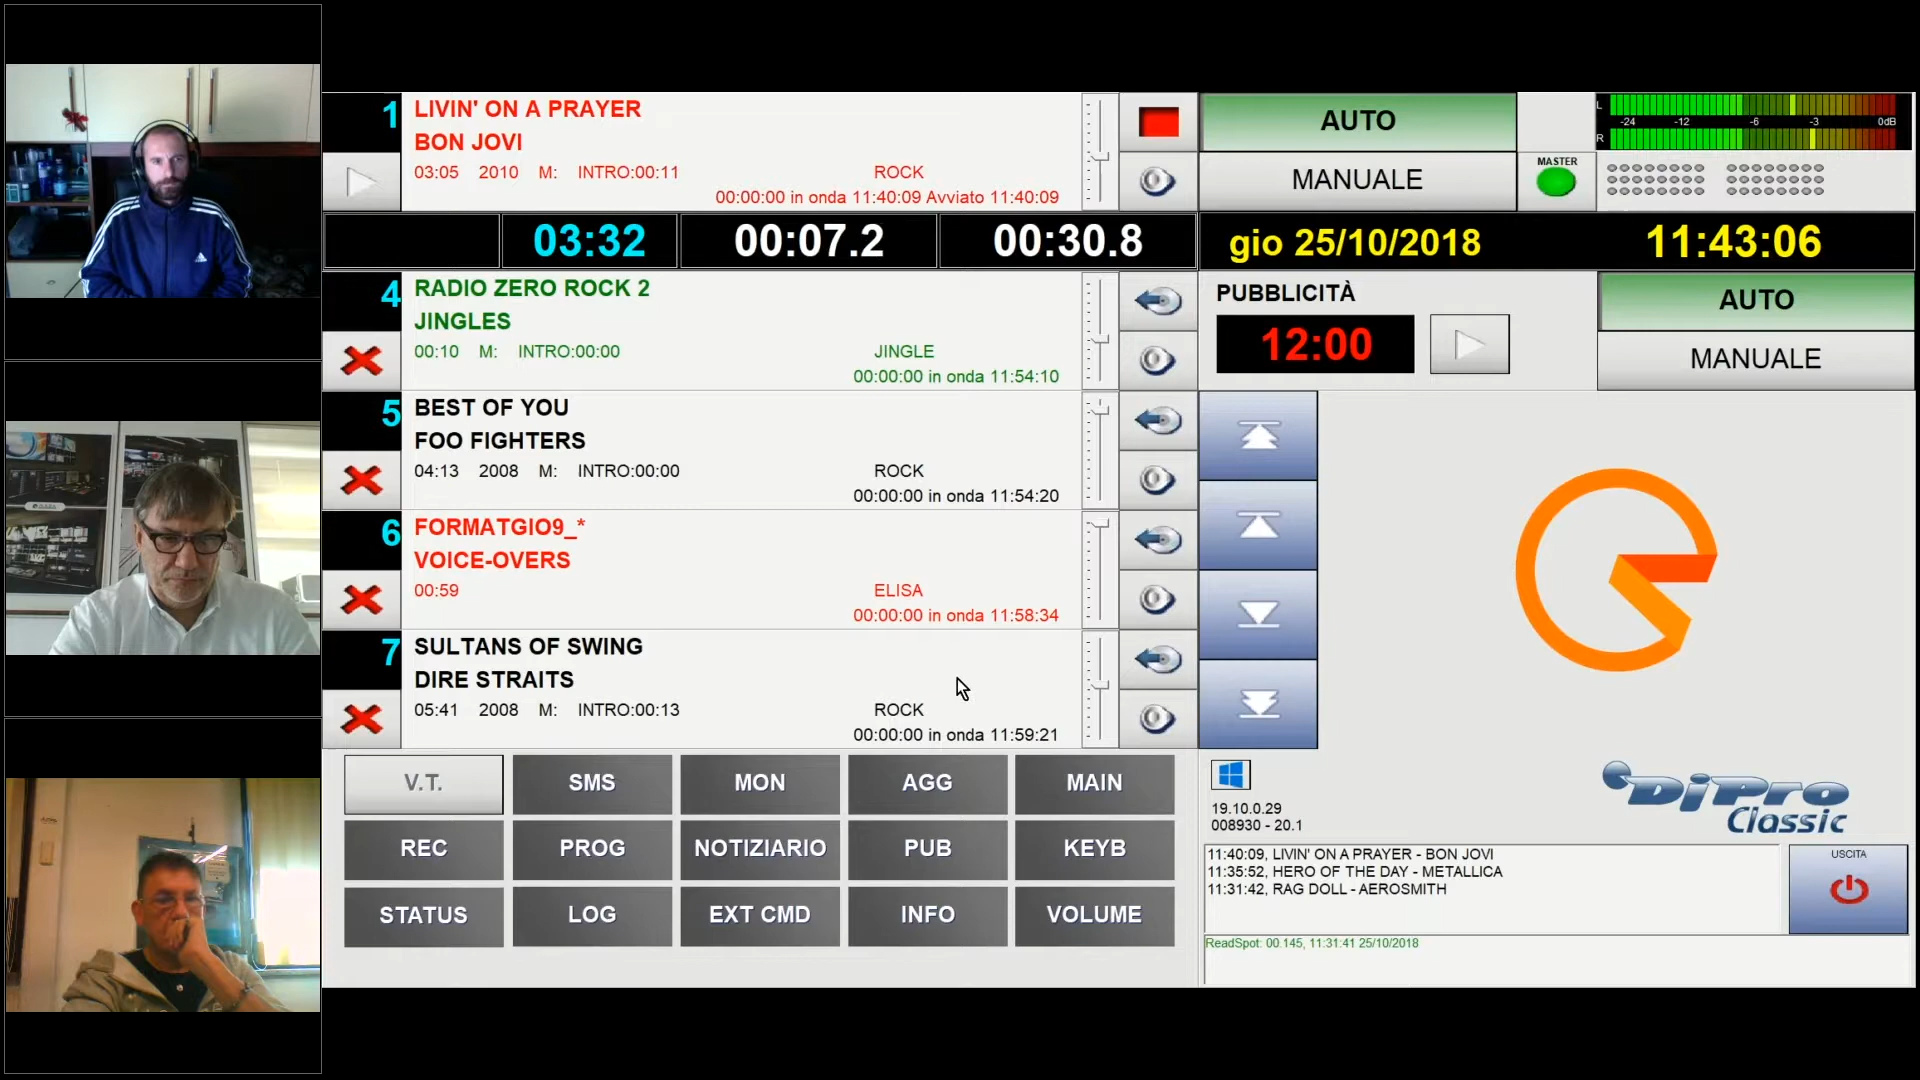 1
LIVIN' ON A PRAYER
BON JOVI
03:05 2010 M: INTRO:00:11 ROCK
00:00:00 in onda 11:40:09 Avviato 11:40:09
AUTO
MANUALE
MASTER
L
-24 -12 -6 -3 0dB
R
03:32 00:07.2 00:30.8
gio 25/10/2018 11:43:06
4
RADIO ZERO ROCK 2
JINGLES
00:10 M: INTRO:00:00 JINGLE
00:00:00 in onda 11:54:10
PUBBLICITÀ
12:00
AUTO
MANUALE
5
BEST OF YOU
FOO FIGHTERS
04:13 2008 M: INTRO:00:00 ROCK
00:00:00 in onda 11:54:20
6
FORMATGIO9_*
VOICE-OVERS
00:59 ELISA
00:00:00 in onda 11:58:34
7
SULTANS OF SWING
DIRE STRAITS
05:41 2008 M: INTRO:00:13 ROCK
00:00:00 in onda 11:59:21
V.T. SMS MON AGG MAIN
REC PROG NOTIZIARIO PUB KEYB
STATUS LOG EXT CMD INFO VOLUME
19.10.0.29
008930 - 20.1
DjPro
Classic
11:40:09, LIVIN' ON A PRAYER - BON JOVI
11:35:52, HERO OF THE DAY - METALLICA
11:31:42, RAG DOLL - AEROSMITH
USCITA
ReadSpot: 00.145, 11:31:41 25/10/2018